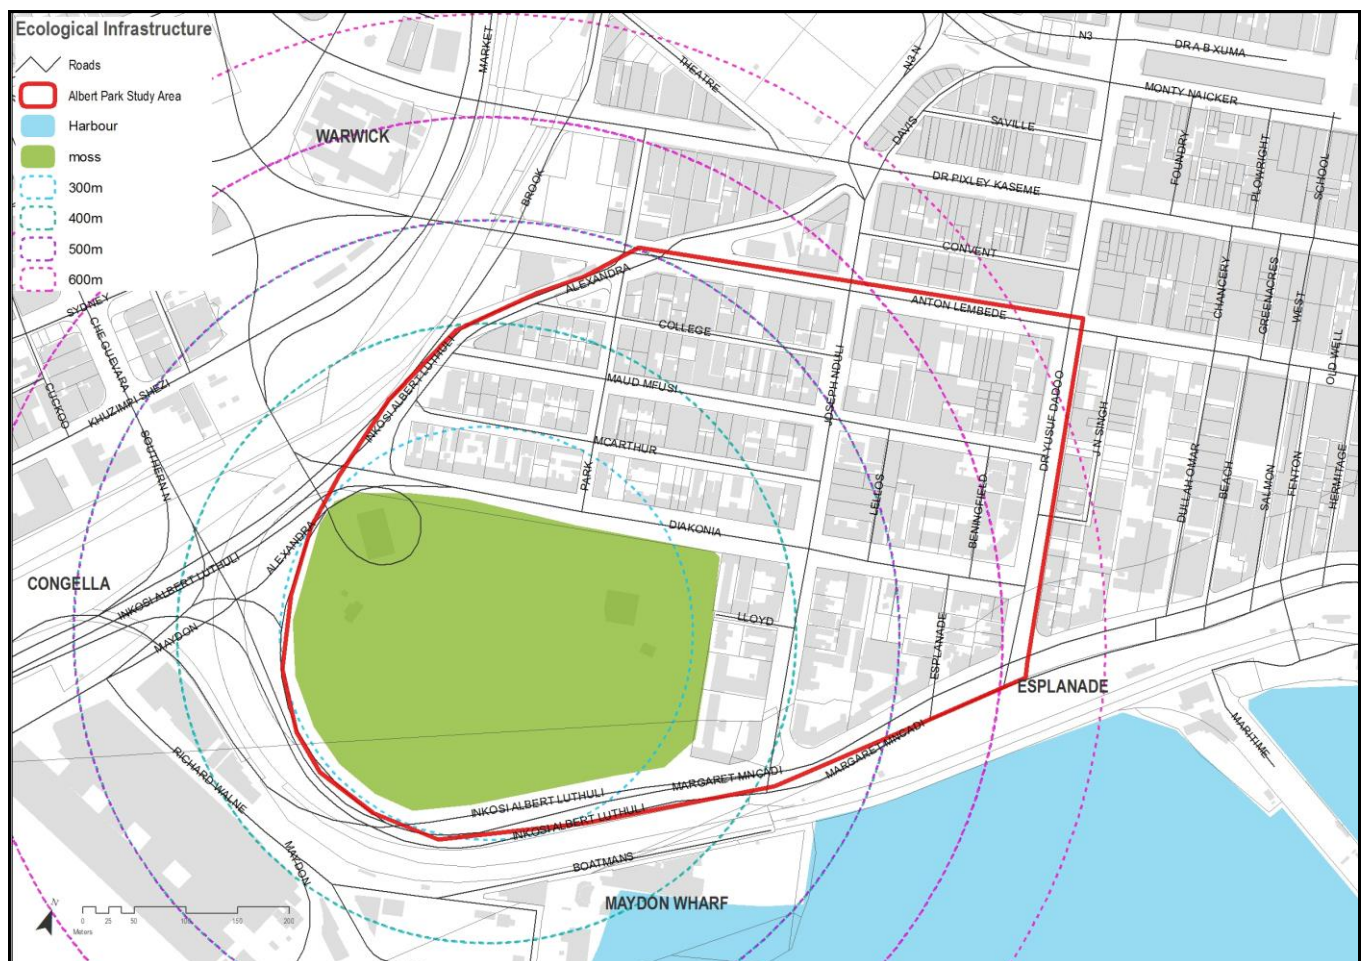 Ecological Infrastructure
Roads
Albert Park Study Area
Harbour
moss
300m
400m
500m
600m
MARKET
THEATRE
N3 N
N3
DR A B XUMA
MONTY NAICKER
WARWICK
DAVIS
SAVILLE
FOUNDRY
PLOWRIGHT
SCHOOL
BROOK
DR PIXLEY KASEME
CONVENT
ALEXANDRA
ANTON LEMBEDE
CHANCERY
GREENACRES
WEST
OLD WELL
SYDNEY
CHE GUEVARA
CUCKOO
KHUZIMPI SHEZI
SOUTHERN N
INKOSI ALBERT LUTHULI
COLLEGE
MAUD MEUSI
JOSEPH NDULI
DR YUSUF DADOO
J N SINGH
MCARTHUR
PARK
LELLOS
BENINGFIELD
DULLAH OMAR
BEACH
SALMON
FENTON
HERMITAGE
DIAKONIA
ALEXANDRA
CONGELLA
INKOSI ALBERT LUTHULI
MAYDON
LLOYD
ESPLANADE
ESPLANADE
MARITIME
RICHARD WALNE
MARGARET MNCADI
MARGARET MNCADI
INKOSI ALBERT LUTHULI
INKOSI ALBERT LUTHULI
MAYDON
BOATMANS
MAYDON WHARF
N
0 25 50 100 155 200
Meters